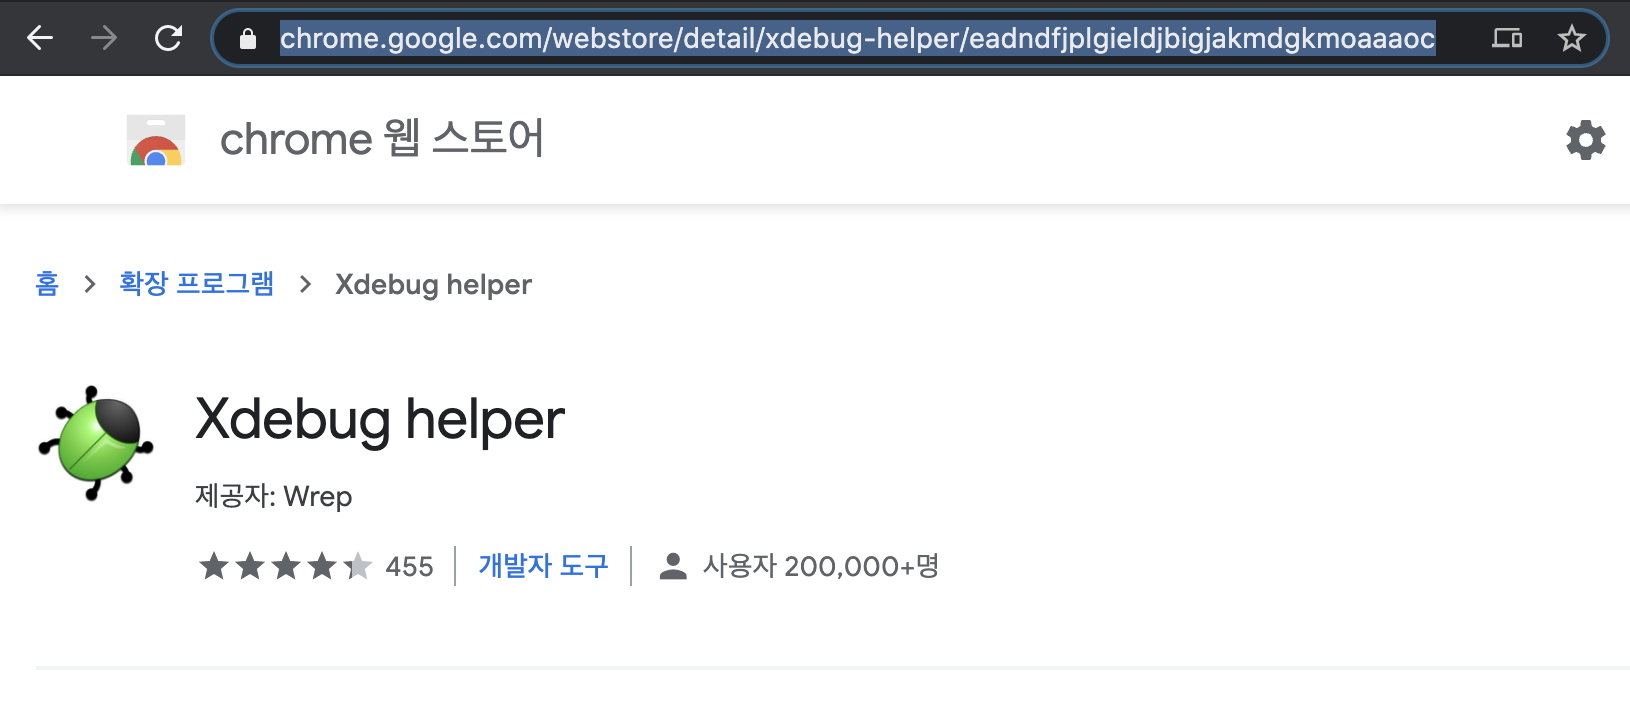 chrome.google.com/webstore/detail/xdebug-helper/eadndfjplgieldjbigjakmdgkmoaaaoc
chrome 웹 스토어
홈 > 확장 프로그램 > Xdebug helper
Xdebug helper
제공자: Wrep
455 개발자 도구 사용자 200,000+명